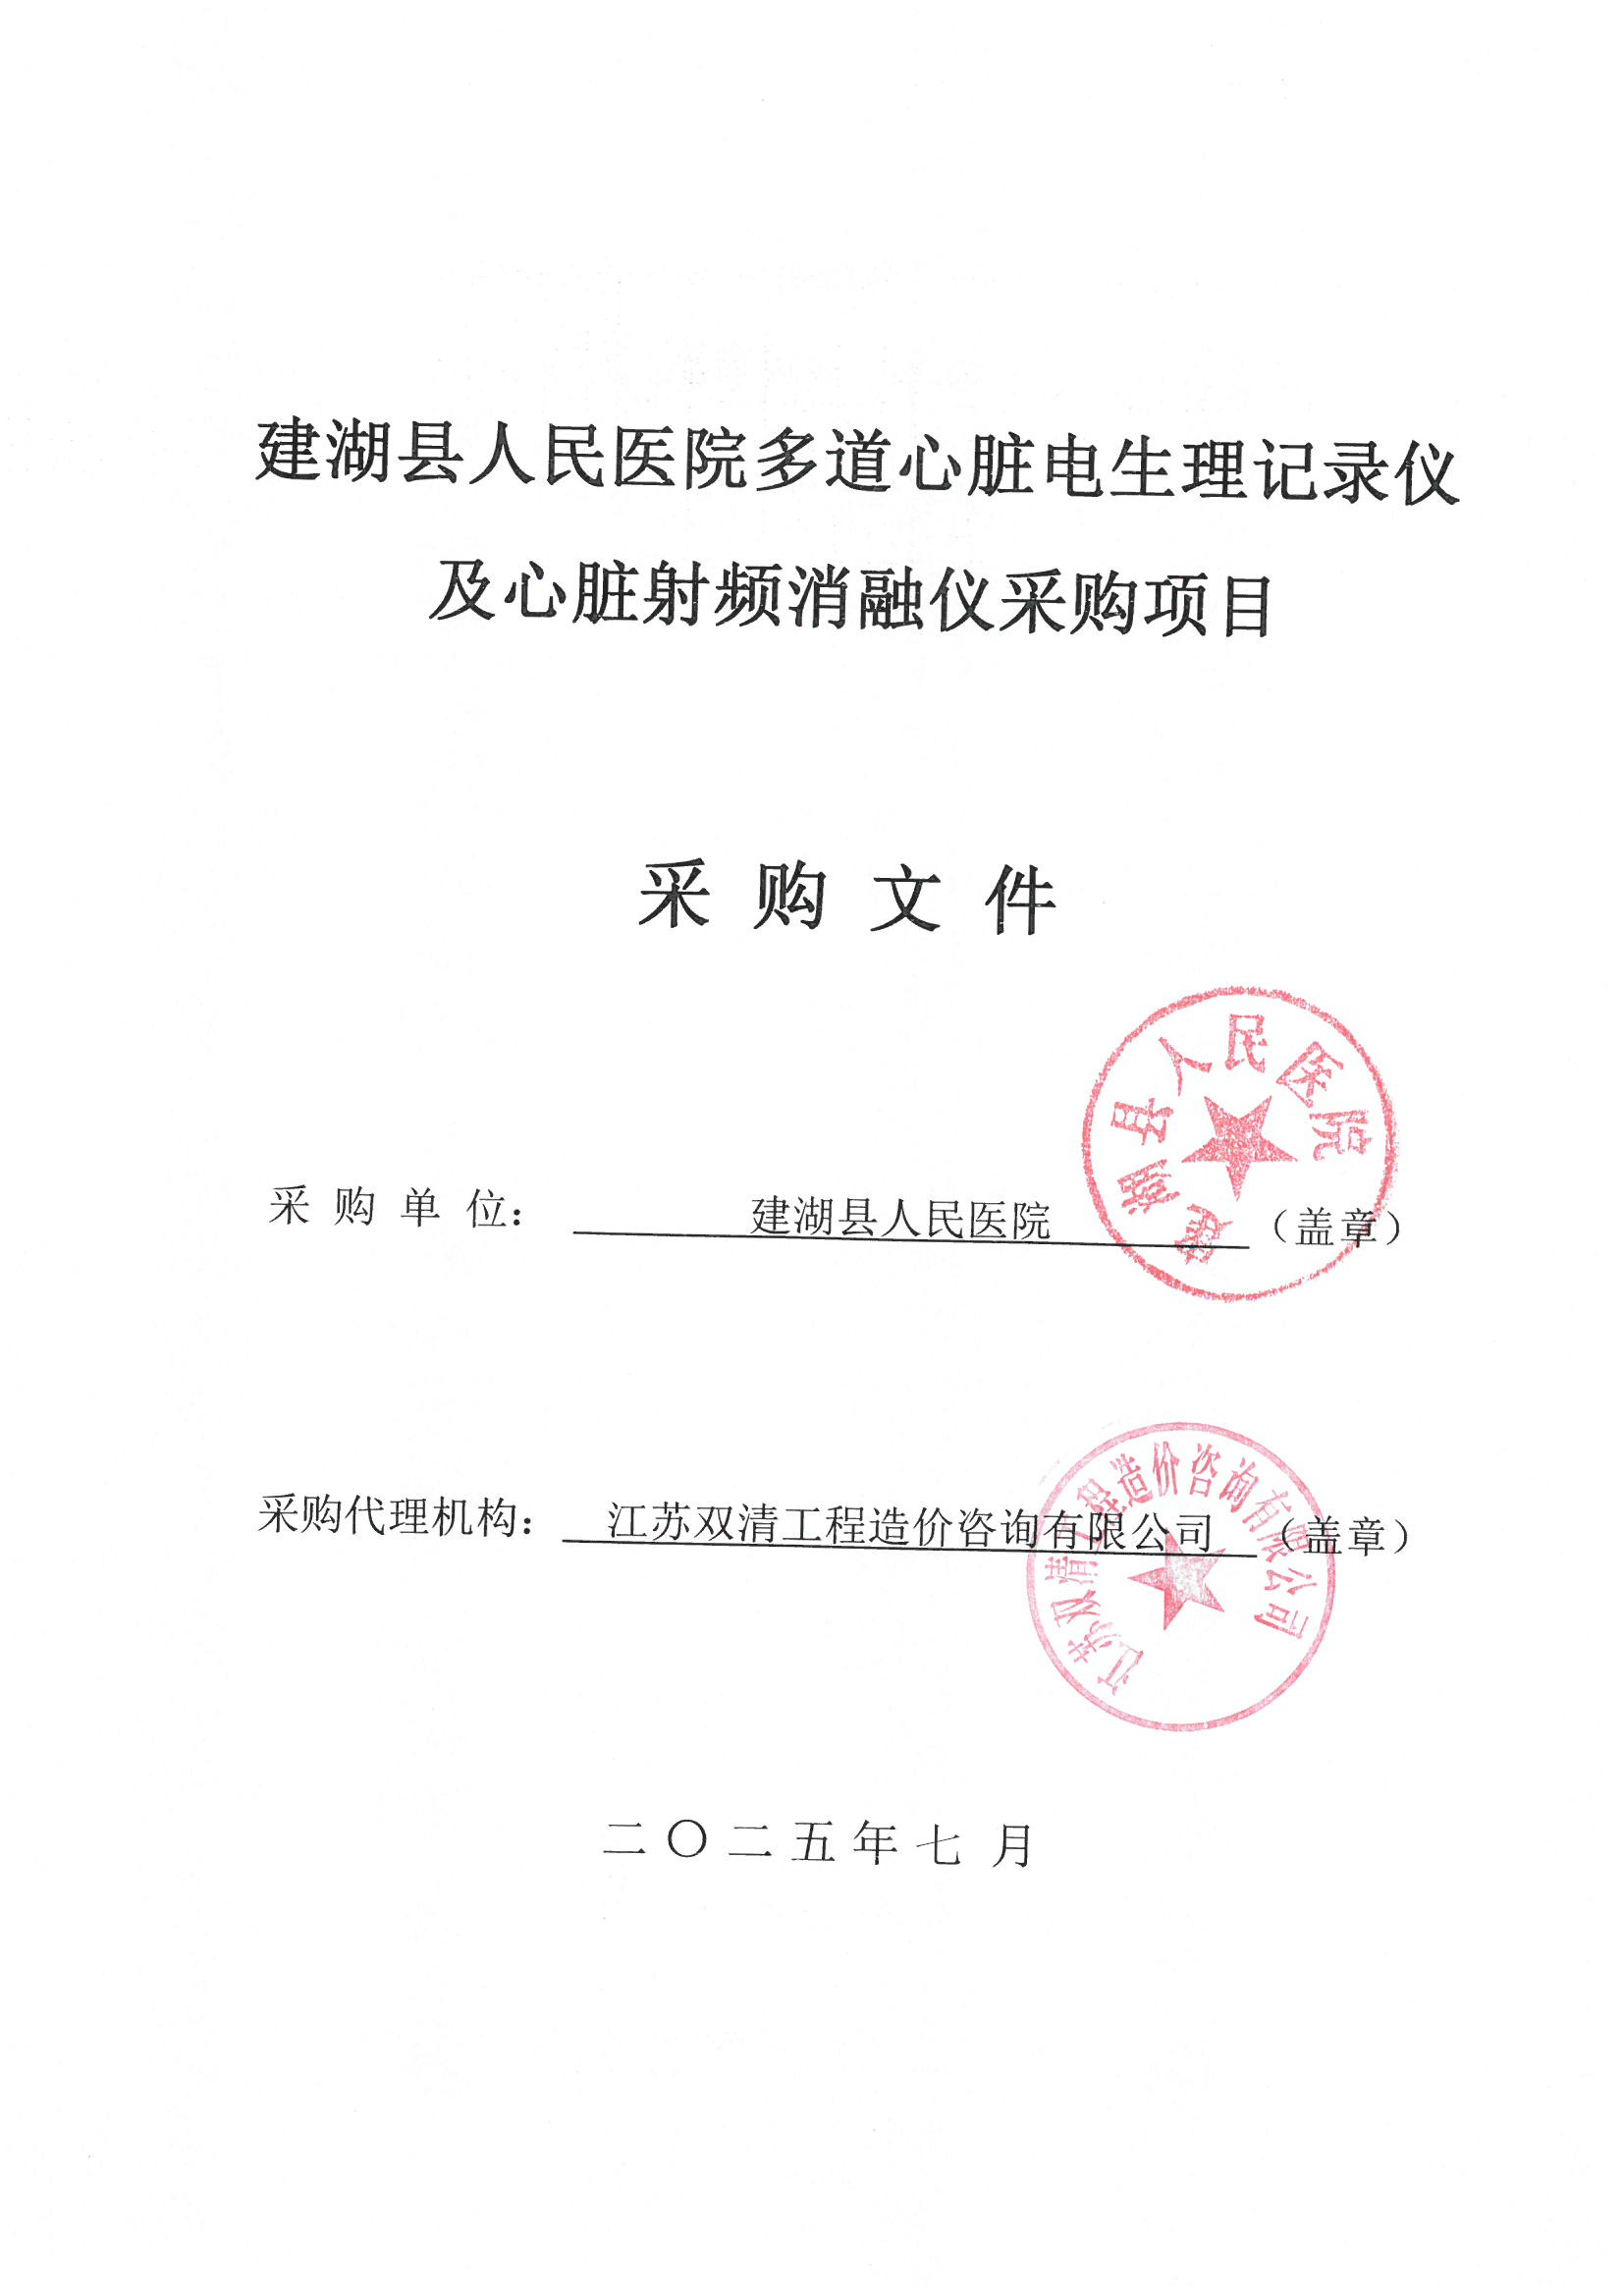 建湖县人民医院多道心脏电生理记录仪
及心脏射频消融仪采购项目
采购文件
建湖县人民医院
采购单位： 建湖县人民医院 （盖章）
江苏双清工程造价咨询有限公司
采购代理机构： 江苏双清工程造价咨询有限公司 （盖章）
二〇二五年七月